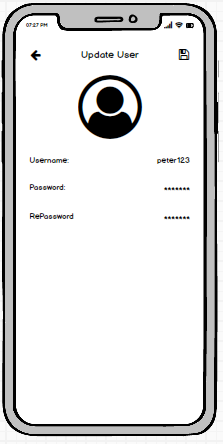 07:27 PM
Update User
Username: peter123
Password: *******
RePassword *******